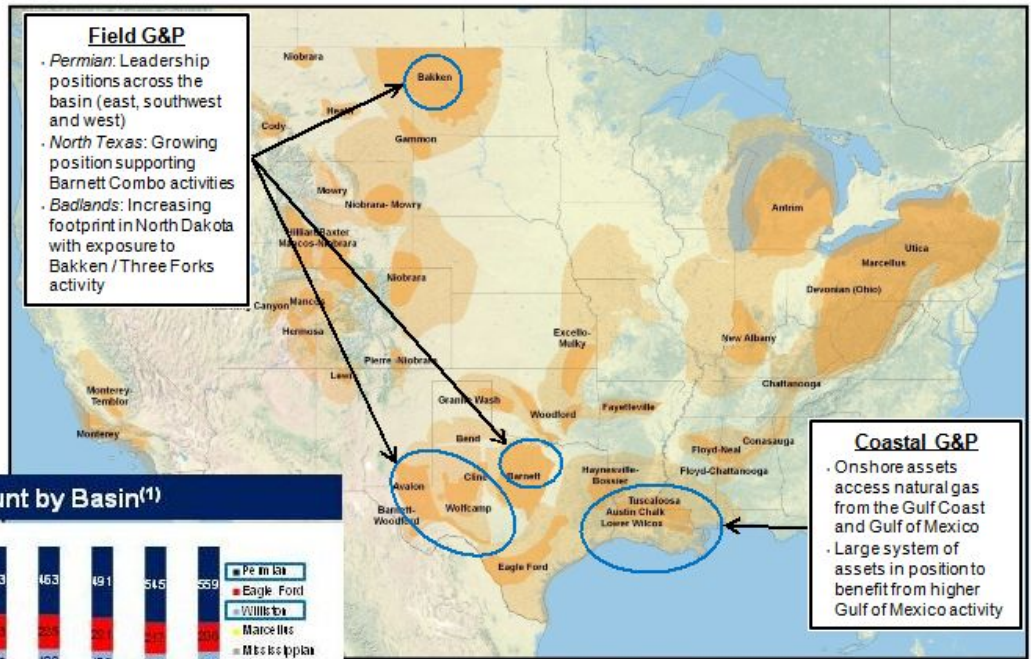 Field G&P
• Permian: Leadership
positions across the
basin (east, southwest
and west)
• North Texas: Growing
position supporting
Barnett Combo activities
• Badlands: Increasing
footprint in North Dakota
with exposure to
Bakken / Three Forks
activity
Niobrara
Bakken
Heath
Cody
Gammon
Mowry
Niobrara- Mowry
Hilliard Baxter
Mancos-Niobrara
Niobrara
Antrim
Utica
Marcellus
Devonian (Ohio)
Canyon
Mancos
Hermosa
Pierre -Niobrara
Lewis
Excello-
Mulky
New Albany
Chattanooga
Monterey-
Temblor
Monterey
Granite Wash
Woodford
Fayetteville
Bend
Floyd-Neal
Conasauga
Floyd-Chattanooga
Avalon
Cline
Barnett
Haynesville-
Bossier
Barnett-
Woodford
Wolfcamp
Tuscaloosa
Austin Chalk
Lower Wilcox
Eagle Ford
Coastal G&P
• Onshore assets
access natural gas
from the Gulf Coast
and Gulf of Mexico
• Large system of
assets in position to
benefit from higher
Gulf of Mexico activity
by Basin(1)
463
491
545
559
Permian
Eagle Ford
Williston
Marcellus
Mississippian